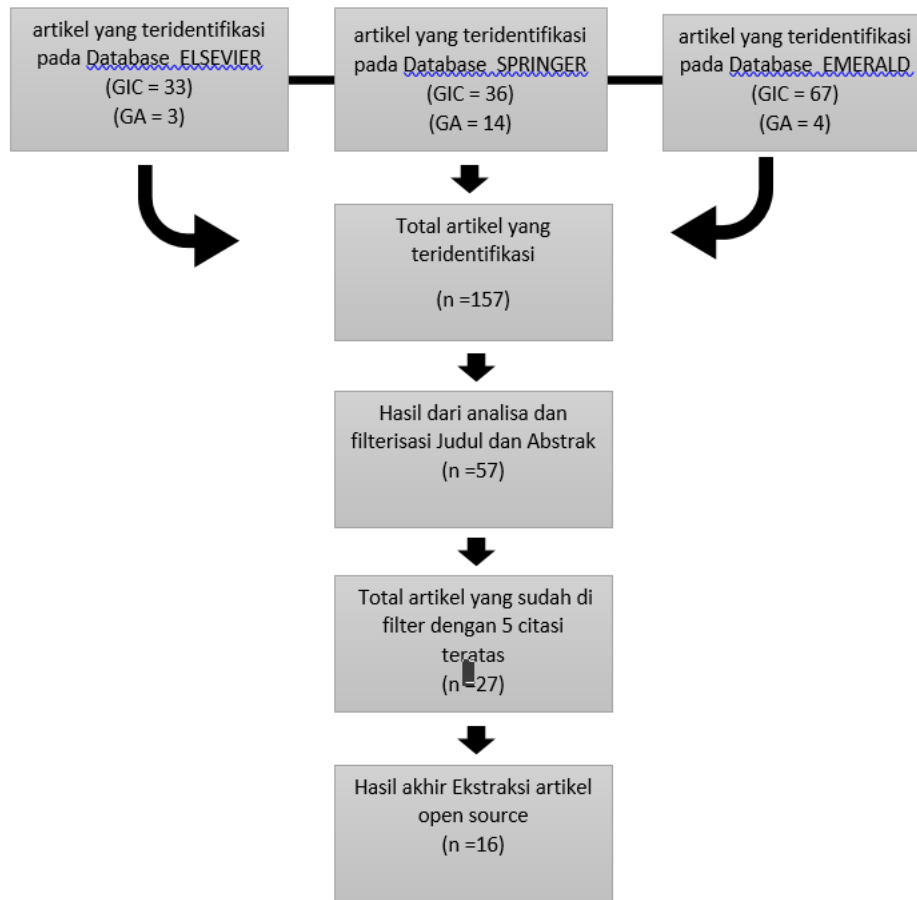 artikel yang teridentifikasi
pada Database ELSEVIER
(GIC = 33)
(GA = 3)
artikel yang teridentifikasi
pada Database SPRINGER
(GIC = 36)
(GA = 14)
artikel yang teridentifikasi
pada Database EMERALD
(GIC = 67)
(GA = 4)
Total artikel yang
teridentifikasi
(n =157)
Hasil dari analisa dan
filterisasi Judul dan Abstrak
(n =57)
Total artikel yang sudah di
filter dengan 5 citasi
teratas
(n =27)
Hasil akhir Ekstraksi artikel
open source
(n =16)